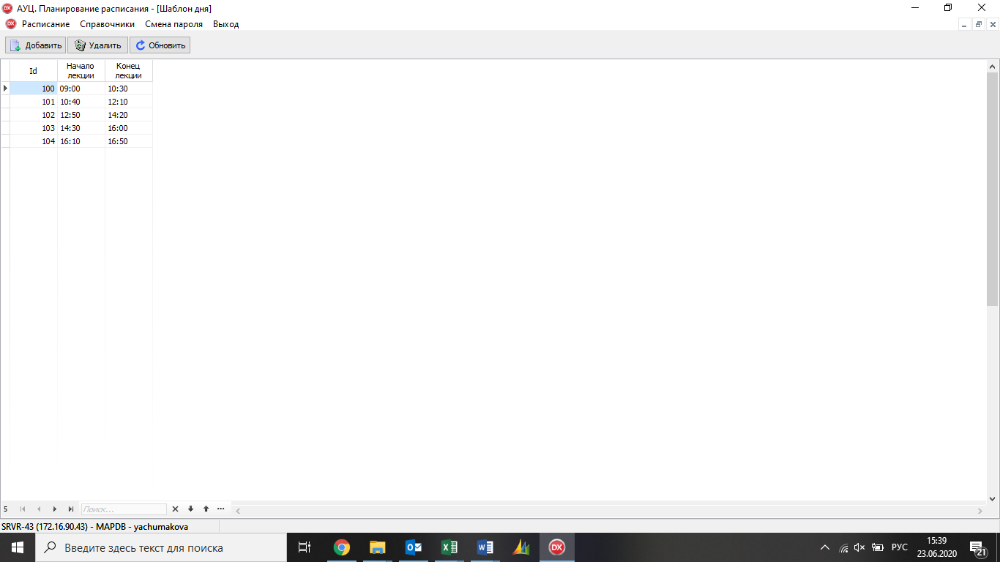 АУЦ. Планирование расписания - [Шаблон дня]
Расписание Справочники Смена пароля Выход
Добавить Удалить Обновить
Id Начало лекции Конец лекции
100 09:00 10:30
101 10:40 12:10
102 12:50 14:20
103 14:30 16:00
104 16:10 16:50
5 Поиск...
SRVR-43 (172.16.90.43) - MAPDB - yachumakova
Введите здесь текст для поиска
РУС
15:39
23.06.2020
21